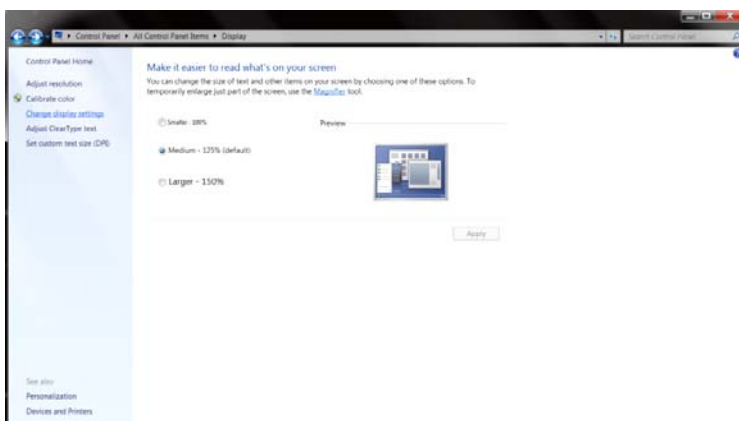 Control Panel ▸ All Control Panel Items ▸ Display
Search Control Panel
Control Panel Home
Adjust resolution
Calibrate color
Change display settings
Adjust ClearType text
Set custom text size (DPI)
Make it easier to read what's on your screen
You can change the size of text and other items on your screen by choosing one of these options. To
temporarily enlarge just part of the screen, use the Magnifier tool.
Smaller - 100%
Preview
Medium - 125% (default)
Larger - 150%
Apply
See also
Personalization
Devices and Printers